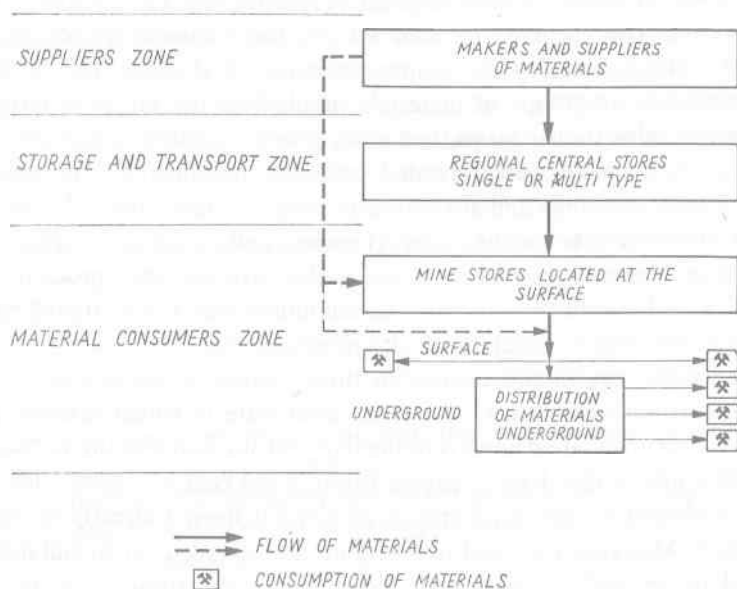 SUPPLIERS ZONE
MAKERS AND SUPPLIERS
OF MATERIALS
STORAGE AND TRANSPORT ZONE
REGIONAL CENTRAL STORES
SINGLE OR MULTI TYPE
MINE STORES LOCATED AT THE
SURFACE
MATERIAL CONSUMERS ZONE
SURFACE
UNDERGROUND
DISTRIBUTION
OF MATERIALS
UNDERGROUND
FLOW OF MATERIALS
CONSUMPTION OF MATERIALS